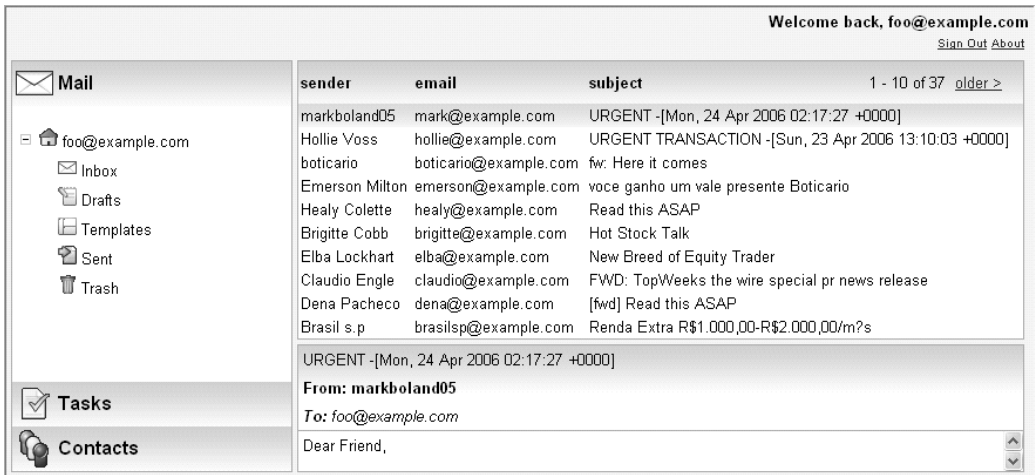 Welcome back, foo@example.com
Sign Out About
Mail
foo@example.com
Inbox
Drafts
Templates
Sent
Trash
Tasks
Contacts
sender email subject 1 - 10 of 37 older >
markboland05 mark@example.com URGENT -[Mon, 24 Apr 2006 02:17:27 +0000]
Hollie Voss hollie@example.com URGENT TRANSACTION -[Sun, 23 Apr 2006 13:10:03 +0000]
boticario boticario@example.com fw: Here it comes
Emerson Milton emerson@example.com voce ganho um vale presente Boticario
Healy Colette healy@example.com Read this ASAP
Brigitte Cobb brigitte@example.com Hot Stock Talk
Elba Lockhart elba@example.com New Breed of Equity Trader
Claudio Engle claudio@example.com FWD: TopWeeks the wire special pr news release
Dena Pacheco dena@example.com [fwd] Read this ASAP
Brasil s.p brasilsp@example.com Renda Extra R$1.000,00-R$2.000,00/m?s
URGENT -[Mon, 24 Apr 2006 02:17:27 +0000]
From: markboland05
To: foo@example.com
Dear Friend,